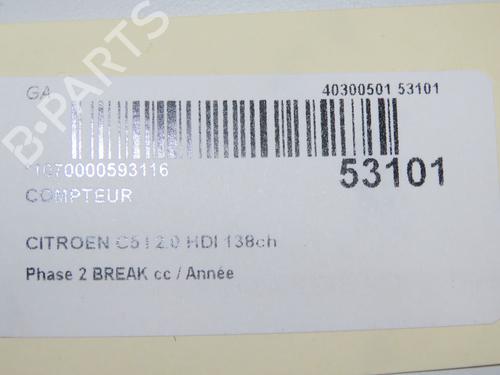 B-PARTS
GA 40300501 53101
*1070000593116
53101
COMPTEUR
CITROEN C5 I 2.0 HDI 138ch
Phase 2 BREAK cc / Année